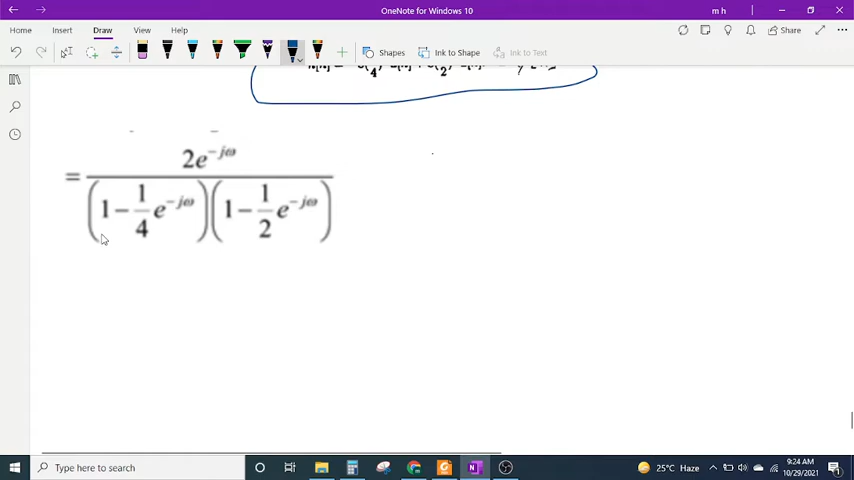 OneNote for Windows 10
m h
Home Insert Draw View Help
Share
Shapes
Ink to Shape
Ink to Text
2e^{-jω}
= 
(1 - 1/4 e^{-jω}) (1 - 1/2 e^{-jω})
Type here to search
25°C Haze
9:24 AM
10/29/2021